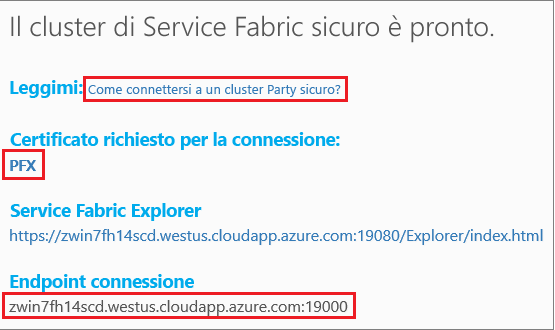 Il cluster di Service Fabric sicuro è pronto.
Leggimi: Come connettersi a un cluster Party sicuro?
Certificato richiesto per la connessione:
PFX
Service Fabric Explorer
https://zwin7fh14scd.westus.cloudapp.azure.com:19080/Explorer/index.html
Endpoint connessione
zwin7fh14scd.westus.cloudapp.azure.com:19000